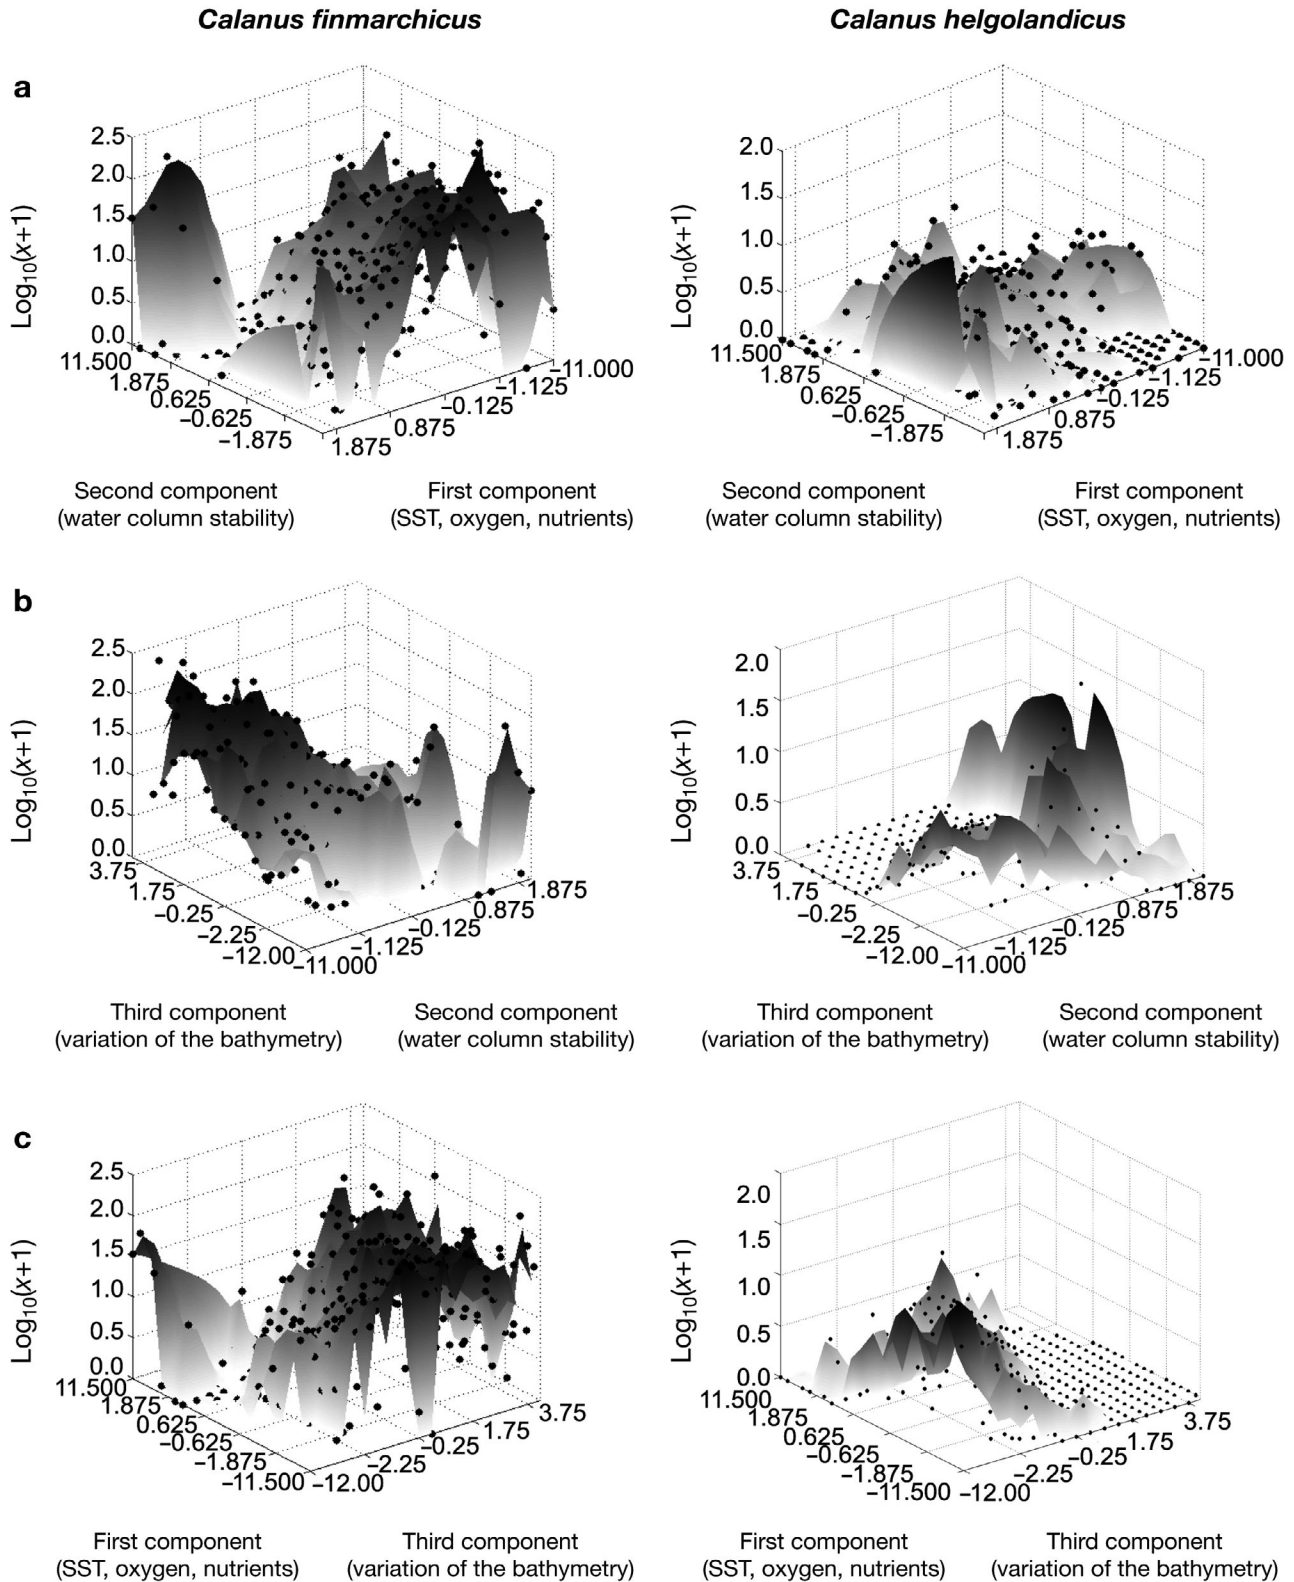 Calanus finmarchicus
Calanus helgolandicus
a
Log10(x+1)
2.5
2.0
1.5
1.0
0.5
0.0
11.500
1.875
0.625
−0.625
−1.875
1.875
0.875
−0.125
−1.125
−11.000
Second component
(water column stability)
First component
(SST, oxygen, nutrients)
Log10(x+1)
2.0
1.5
1.0
0.5
0.0
11.500
1.875
0.625
−0.625
−1.875
1.875
0.875
−0.125
−1.125
−11.000
Second component
(water column stability)
First component
(SST, oxygen, nutrients)
b
Log10(x+1)
2.5
2.0
1.5
1.0
0.5
0.0
3.75
1.75
−0.25
−2.25
−12.00
−11.000
−1.125
−0.125
0.875
1.875
Third component
(variation of the bathymetry)
Second component
(water column stability)
Log10(x+1)
2.0
1.5
1.0
0.5
0.0
3.75
1.75
−0.25
−2.25
−12.00
−11.000
−1.125
−0.125
0.875
1.875
Third component
(variation of the bathymetry)
Second component
(water column stability)
c
Log10(x+1)
2.5
2.0
1.5
1.0
0.5
0.0
11.500
1.875
0.625
−0.625
−1.875
−11.500
−12.00
−2.25
−0.25
1.75
3.75
First component
(SST, oxygen, nutrients)
Third component
(variation of the bathymetry)
Log10(x+1)
2.0
1.5
1.0
0.5
0.0
11.500
1.875
0.625
−0.625
−1.875
−11.500
−12.00
−2.25
−0.25
1.75
3.75
First component
(SST, oxygen, nutrients)
Third component
(variation of the bathymetry)